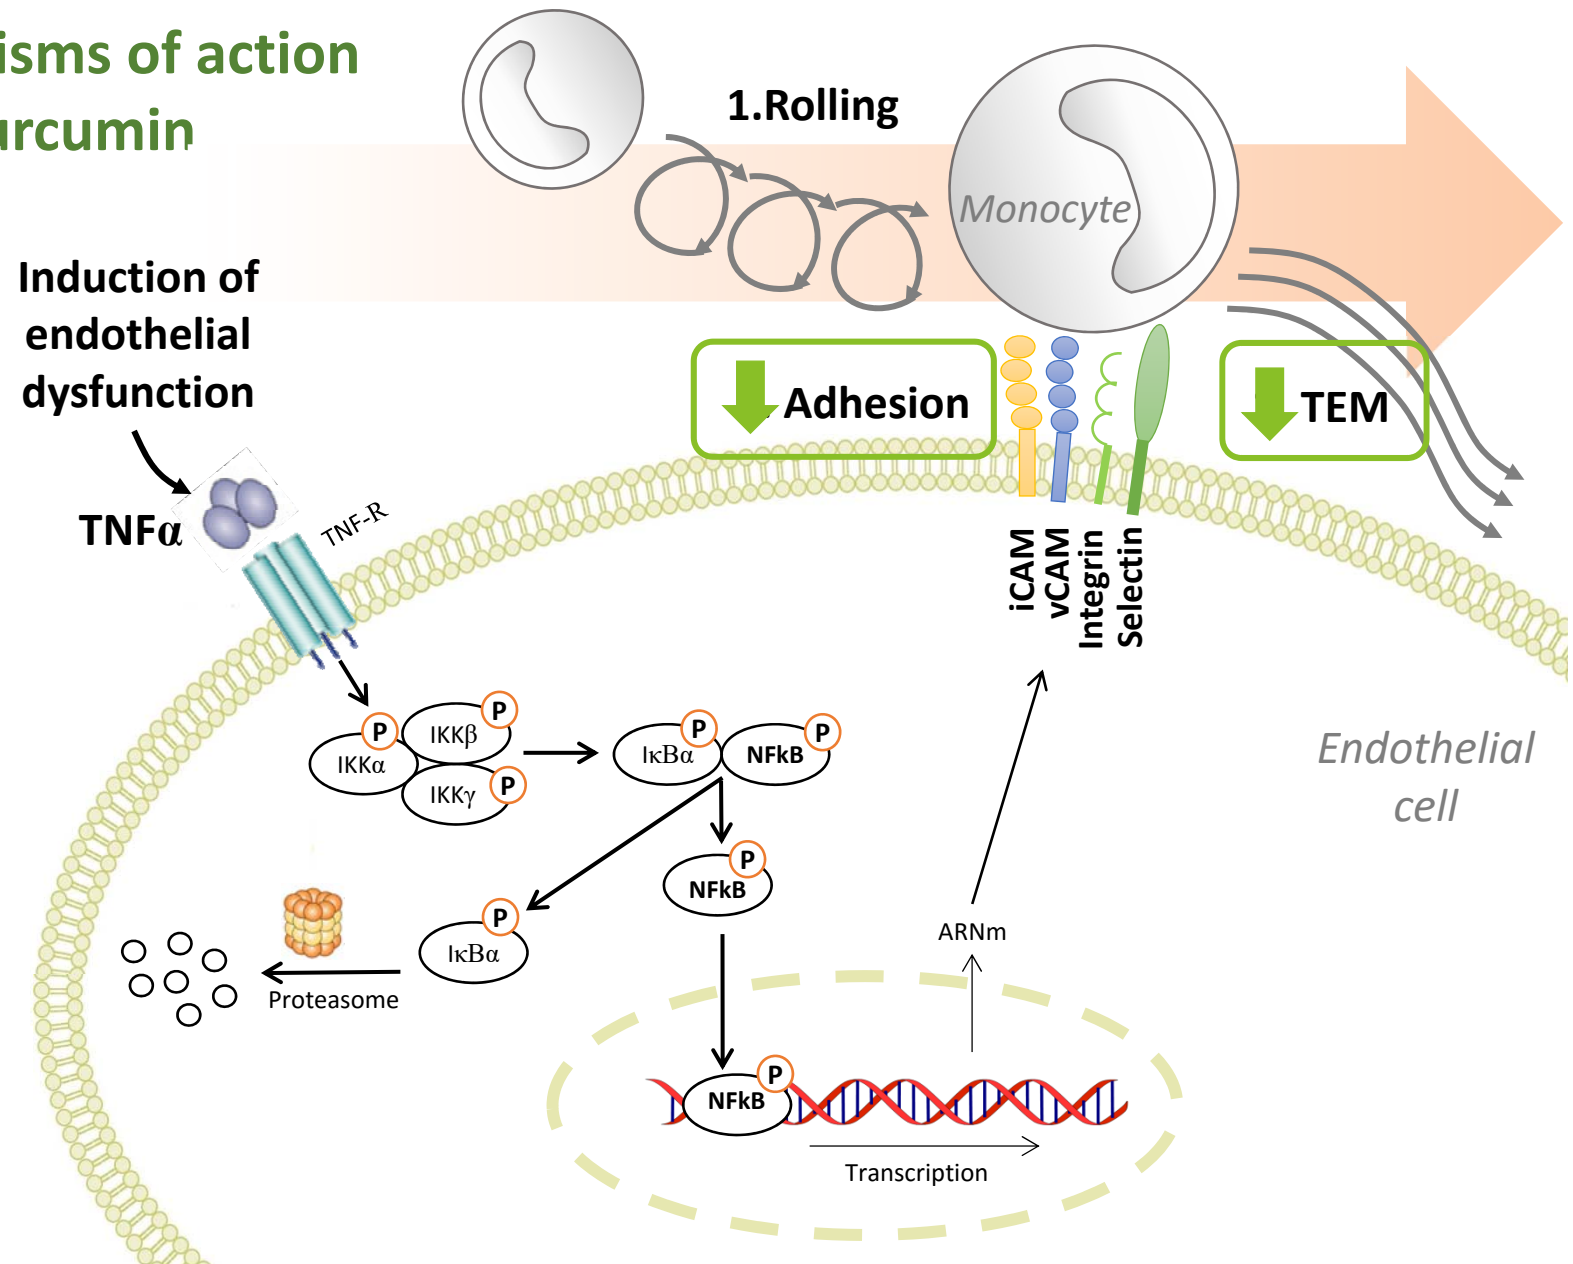 isms of action
urcumin
1.Rolling
Monocyte
Induction of
endothelial
dysfunction
Adhesion
TEM
TNFα
TNF-R
iCAM
vCAM
Integrin
Selectin
P
IKKα
IKKβ
P
IKKγ
P
IκBα
P
NFkB
P
Endothelial
cell
NFkB
P
IκBα
P
Proteasome
ARNm
NFkB
P
Transcription